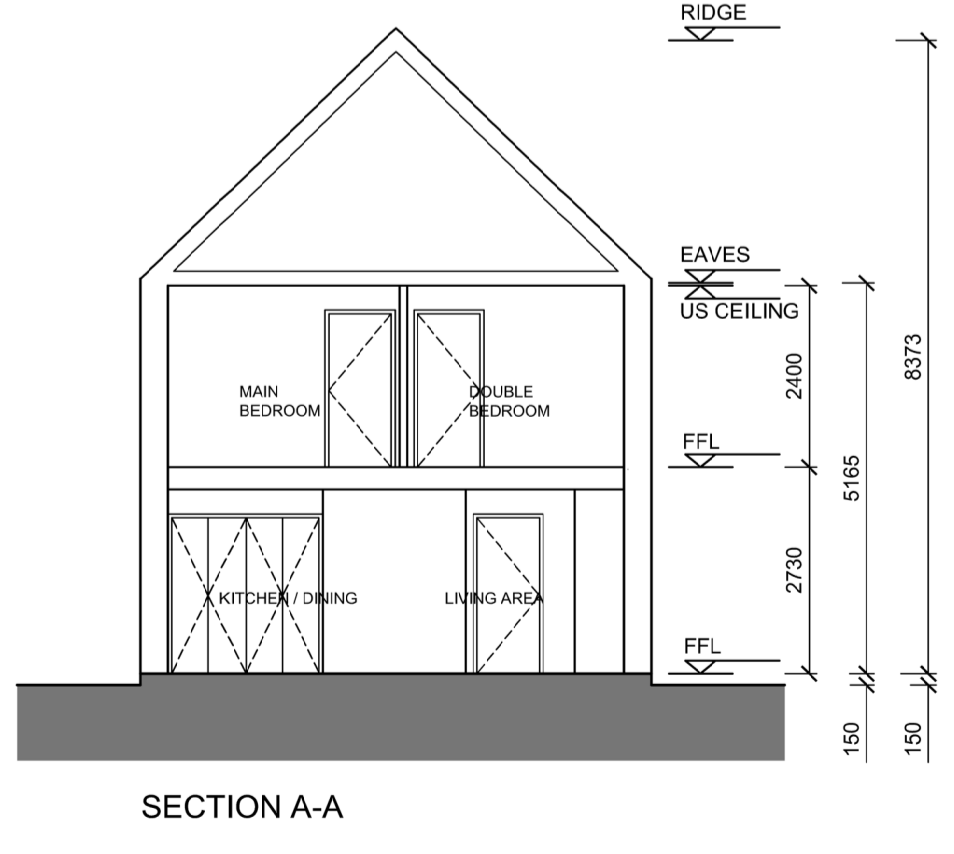 RIDGE
EAVES
US CEILING
8373
2400
MAIN
BEDROOM
DOUBLE
BEDROOM
FFL
5165
2730
KITCHEN / DINING
LIVING AREA
FFL
150
150
SECTION A-A